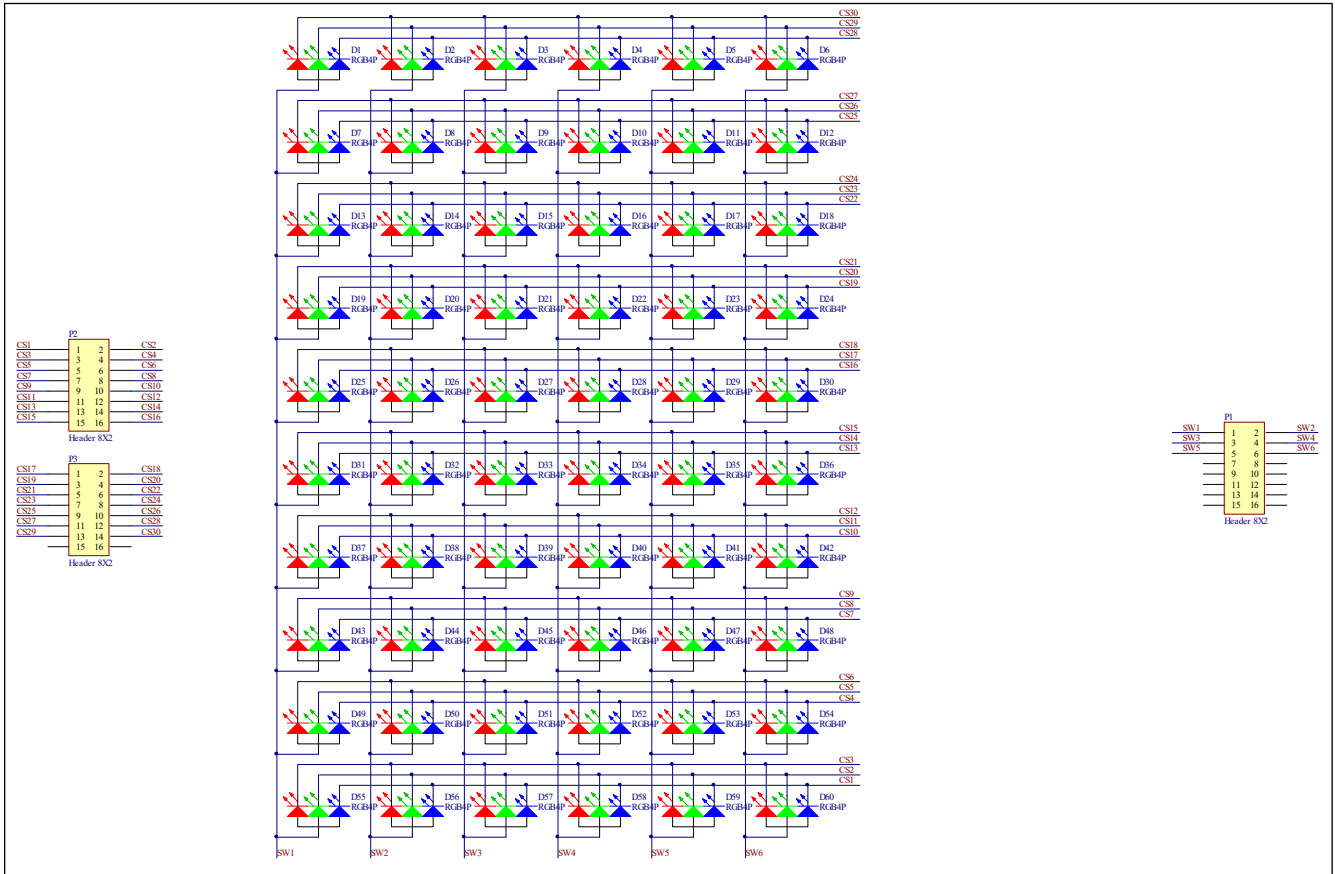 CS30
CS29
CS28
D1 D2 D3 D4 D5 D6
RGB4P RGB4P RGB4P RGB4P RGB4P RGB4P
CS27
CS26
CS25
D7 D8 D9 D10 D11 D12
RGB4P RGB4P RGB4P RGB4P RGB4P RGB4P
CS24
CS23
CS22
D13 D14 D15 D16 D17 D18
RGB4P RGB4P RGB4P RGB4P RGB4P RGB4P
CS21
CS20
CS19
D19 D20 D21 D22 D23 D24
RGB4P RGB4P RGB4P RGB4P RGB4P RGB4P
CS18
CS17
CS16
D25 D26 D27 D28 D29 D30
RGB4P RGB4P RGB4P RGB4P RGB4P RGB4P
CS15
CS14
CS13
D31 D32 D33 D34 D35 D36
RGB4P RGB4P RGB4P RGB4P RGB4P RGB4P
CS12
CS11
CS10
D37 D38 D39 D40 D41 D42
RGB4P RGB4P RGB4P RGB4P RGB4P RGB4P
CS9
CS8
CS7
D43 D44 D45 D46 D47 D48
RGB4P RGB4P RGB4P RGB4P RGB4P RGB4P
CS6
CS5
CS4
D49 D50 D51 D52 D53 D54
RGB4P RGB4P RGB4P RGB4P RGB4P RGB4P
CS3
CS2
CS1
D55 D56 D57 D58 D59 D60
RGB4P RGB4P RGB4P RGB4P RGB4P RGB4P
SW1 SW2 SW3 SW4 SW5 SW6
P2
CS1 1 2 CS2
CS3 3 4 CS4
CS5 5 6 CS6
CS7 7 8 CS8
CS9 9 10 CS10
CS11 11 12 CS12
CS13 13 14 CS14
CS15 15 16 CS16
Header 8X2
P3
CS17 1 2 CS18
CS19 3 4 CS20
CS21 5 6 CS22
CS23 7 8 CS24
CS25 9 10 CS26
CS27 11 12 CS28
CS29 13 14 CS30
15 16
Header 8X2
P1
SW1 1 2 SW2
SW3 3 4 SW4
SW5 5 6 SW6
7 8
9 10
11 12
13 14
15 16
Header 8X2